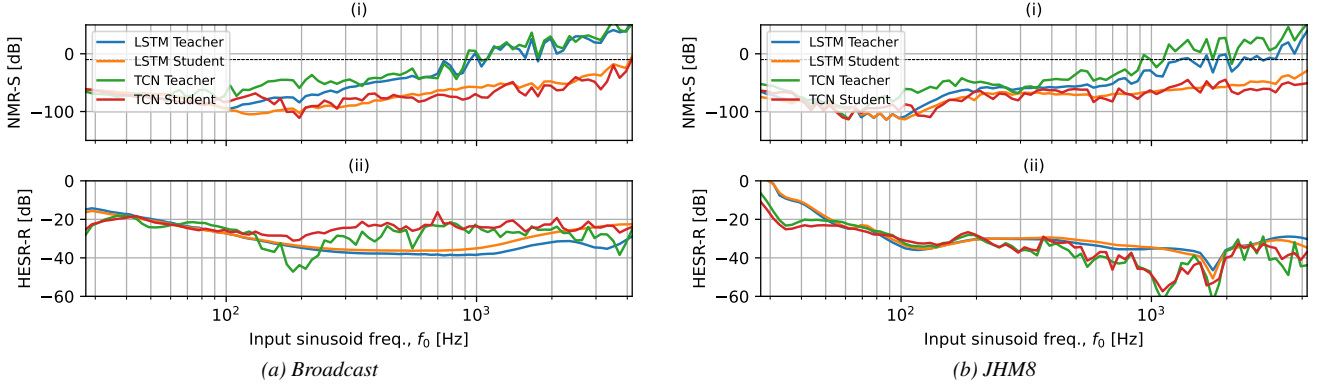 (i)
NMR-S [dB]
0
−100
LSTM Teacher
LSTM Student
TCN Teacher
TCN Student
(ii)
HESR-R [dB]
0
−20
−40
−60
10²
10³
Input sinusoid freq., f₀ [Hz]
(a) Broadcast
(i)
NMR-S [dB]
0
−100
LSTM Teacher
LSTM Student
TCN Teacher
TCN Student
(ii)
HESR-R [dB]
0
−20
−40
−60
10²
10³
Input sinusoid freq., f₀ [Hz]
(b) JHM8